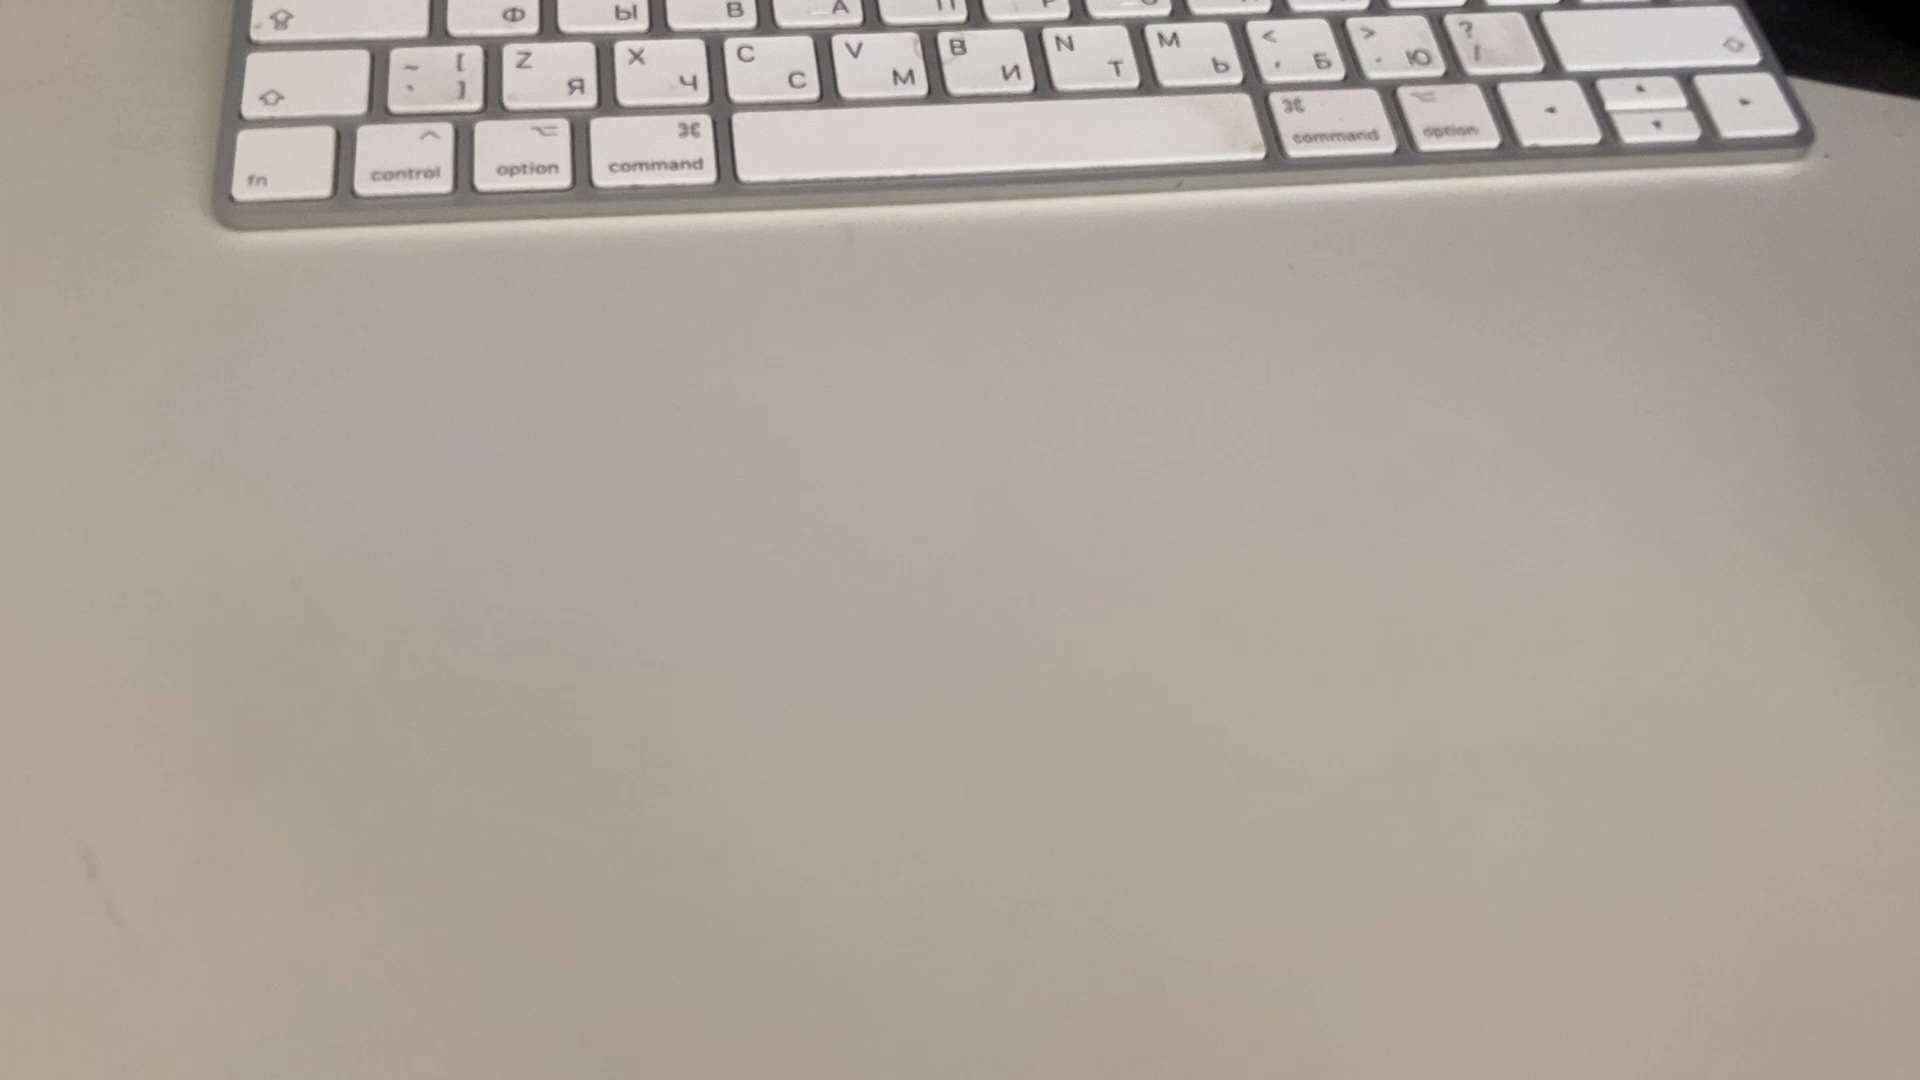 Ф Ы В А
~ [ Z X C V B N M < > ?
` ] Я Ч С М И Т Ь , Б . Ю /
⌃ ⌥ ⌘ ⌘ ⌥
fn control option command command option